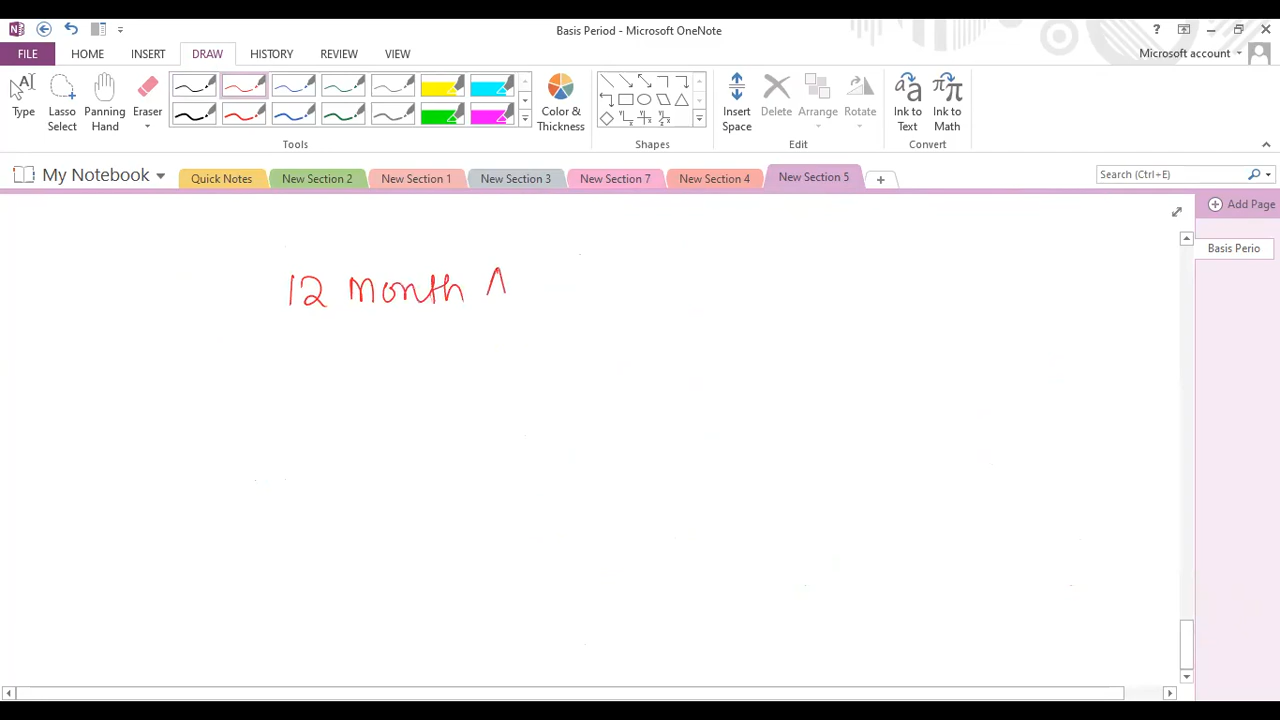 Basis Period - Microsoft OneNote
?
FILE HOME INSERT DRAW HISTORY REVIEW VIEW
Microsoft account
Type
Lasso Select
Panning Hand
Eraser
Color & Thickness
Insert Space
Delete
Arrange
Rotate
Ink to Text
Ink to Math
Tools
Shapes
Edit
Convert
My Notebook
Quick Notes
New Section 2
New Section 1
New Section 3
New Section 7
New Section 4
New Section 5
Search (Ctrl+E)
Add Page
Basis Perio
12 Month